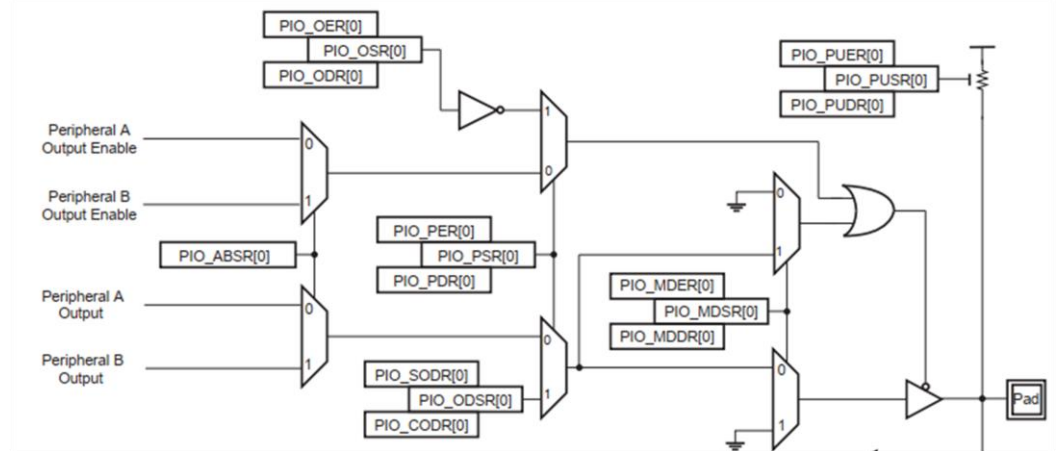 PIO_OER[0]
PIO_OSR[0]
PIO_ODR[0]
PIO_PUER[0]
PIO_PUSR[0]
PIO_PUDR[0]
1
0
Peripheral A
Output Enable
0
Peripheral B
Output Enable
1
0
1
PIO_PER[0]
PIO_PSR[0]
PIO_PDR[0]
PIO_ABSR[0]
PIO_MDER[0]
PIO_MDSR[0]
PIO_MDDR[0]
Peripheral A
Output
0
Peripheral B
Output
1
0
1
PIO_SODR[0]
PIO_ODSR[0]
PIO_CODR[0]
0
1
Pad